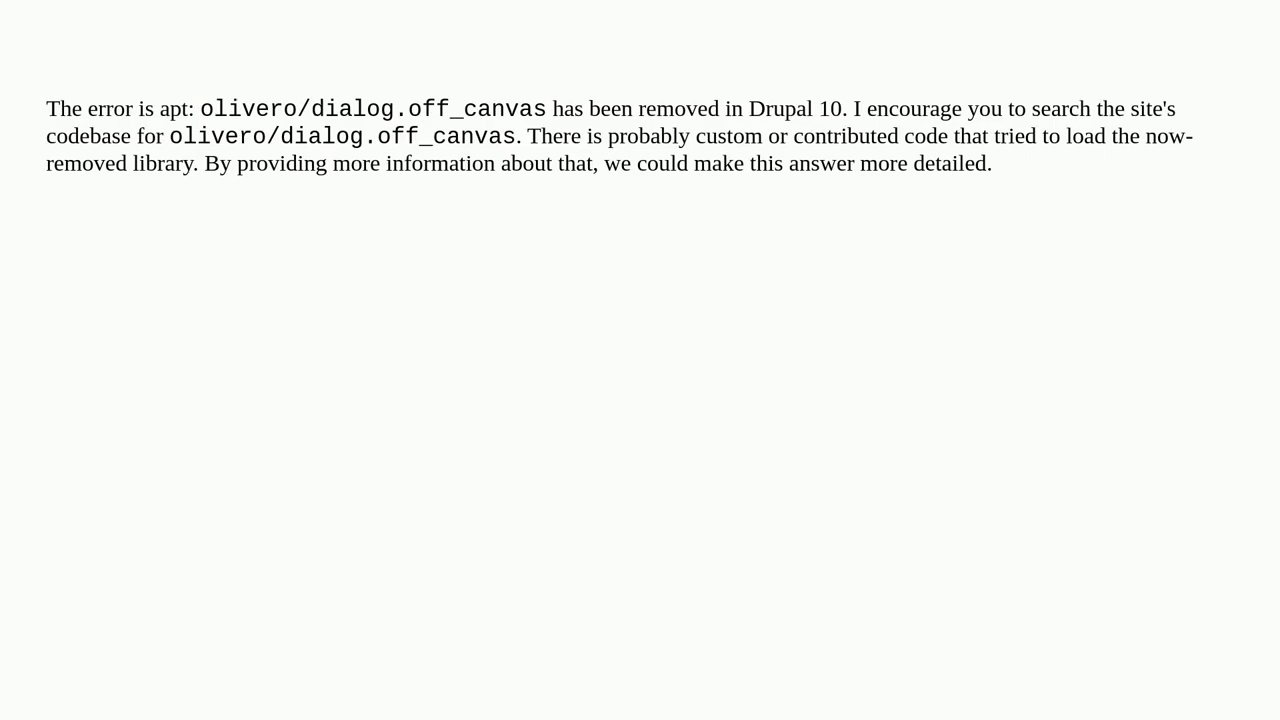 The error is apt: olivero/dialog.off_canvas has been removed in Drupal 10. I encourage you to search the site's
codebase for olivero/dialog.off_canvas. There is probably custom or contributed code that tried to load the now-
removed library. By providing more information about that, we could make this answer more detailed.